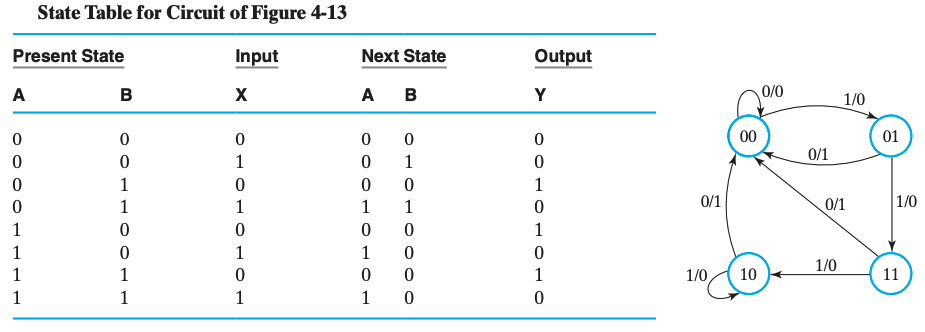 State Table for Circuit of Figure 4-13
Present State Input Next State Output
A B X A B Y
0 0 0 0 0 0
0 0 1 0 1 0
0 1 0 0 0 1
0 1 1 1 1 0
1 0 0 0 0 1
1 0 1 1 0 0
1 1 0 0 0 1
1 1 1 1 0 0
0/0
1/0
00
01
0/1
0/1
0/1
1/0
1/0
10
1/0
11